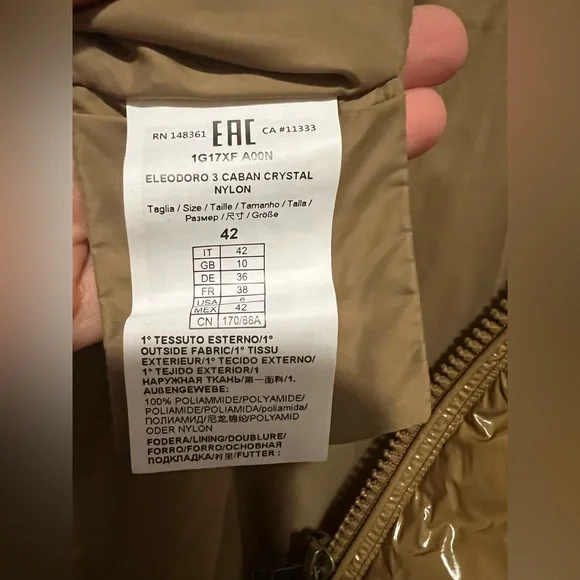 RN 148361 EAC CA #11333
1G17XF A00N
ELEODORO 3 CABAN CRYSTAL
NYLON
Taglia / Size / Taille / Tamanho / Talla /
Размер / 尺寸 / Größe
42
IT 42
GB 10
DE 36
FR 38
USA 6
MEX 42
CN 170/88A
1° TESSUTO ESTERNO/1°
OUTSIDE FABRIC/1° TISSU
EXTERIEUR/1° TECIDO EXTERNO/
1° TEJIDO EXTERIOR/1
НАРУЖНАЯ ТКАНЬ/第一面料/1.
AUßENGEWEBE:
100% POLIAMMIDE/POLYAMIDE/
POLIAMIDE/POLIAMIDA/poliamida/
ПОЛИАМИД/尼龙,锦纶/POLYAMID
ODER NYLON
FODERA/LINING/DOUBLURE/
FORRO/FORRO/ОСНОВНАЯ
ПОДКЛАДКА/衬里/FUTTER :